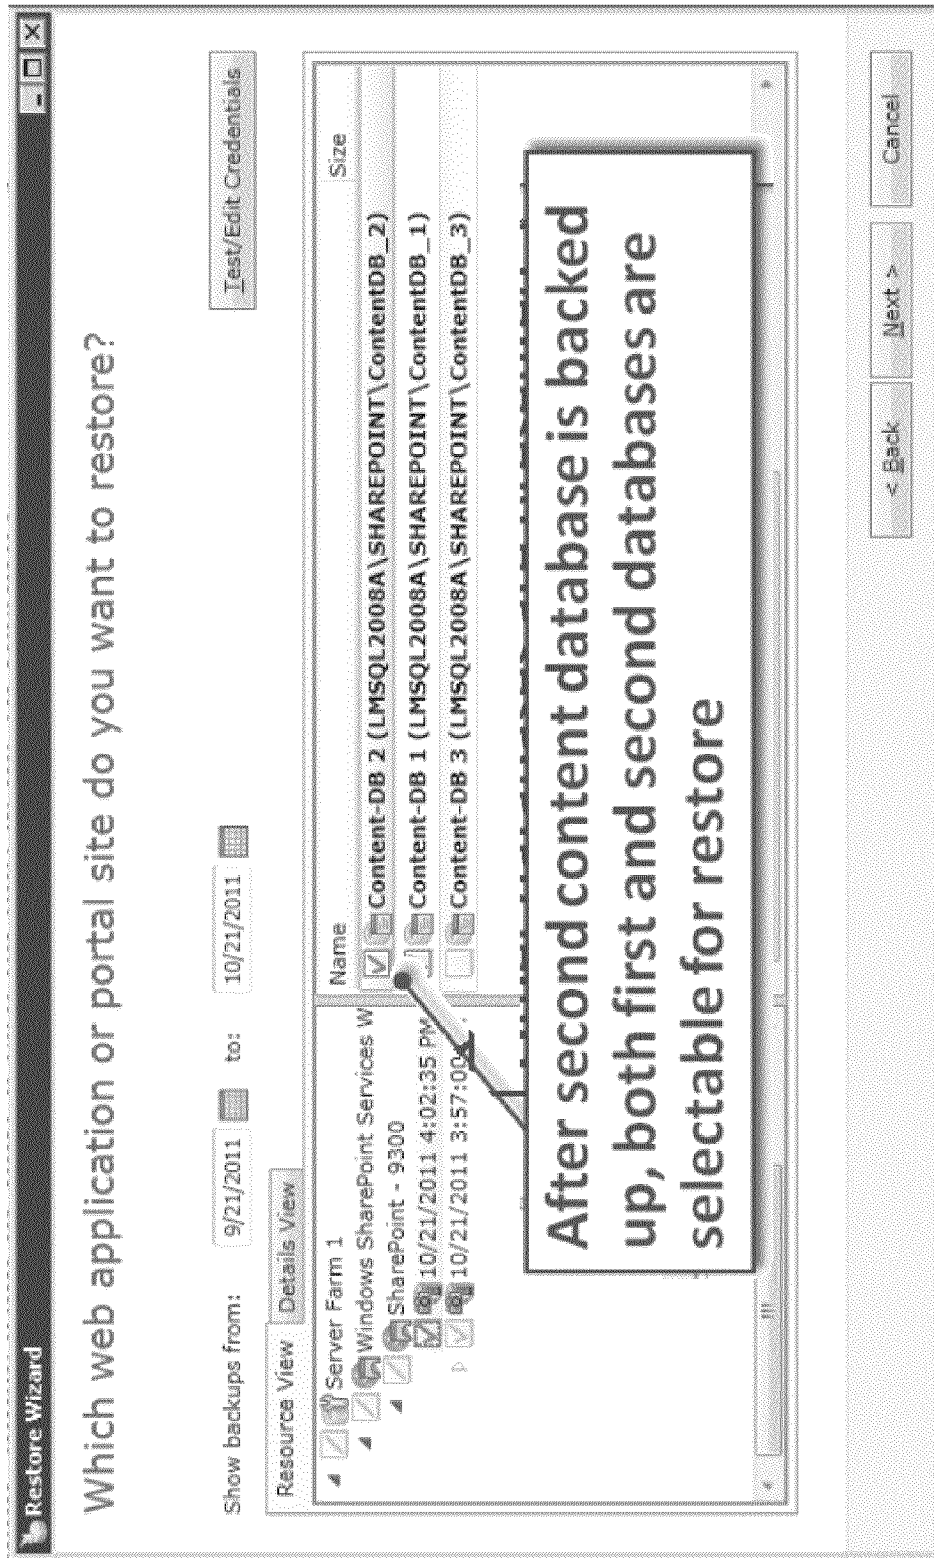 Restore Wizard
Which web application or portal site do you want to restore?
Show backups from: 9/21/2011 to: 10/21/2011
Test/Edit Credentials
Resource View Details View
Server Farm 1
Windows SharePoint Services W
SharePoint - 9300
10/21/2011 4:02:35 PM
10/21/2011 3:57:00
Name Size
Content-DB 2 (LMSQL2008A\SHAREPOINT\ContentDB_2)
Content-DB 1 (LMSQL2008A\SHAREPOINT\ContentDB_1)
Content-DB 3 (LMSQL2008A\SHAREPOINT\ContentDB_3)
After second content database is backed
up, both first and second databases are
selectable for restore
< Back Next > Cancel